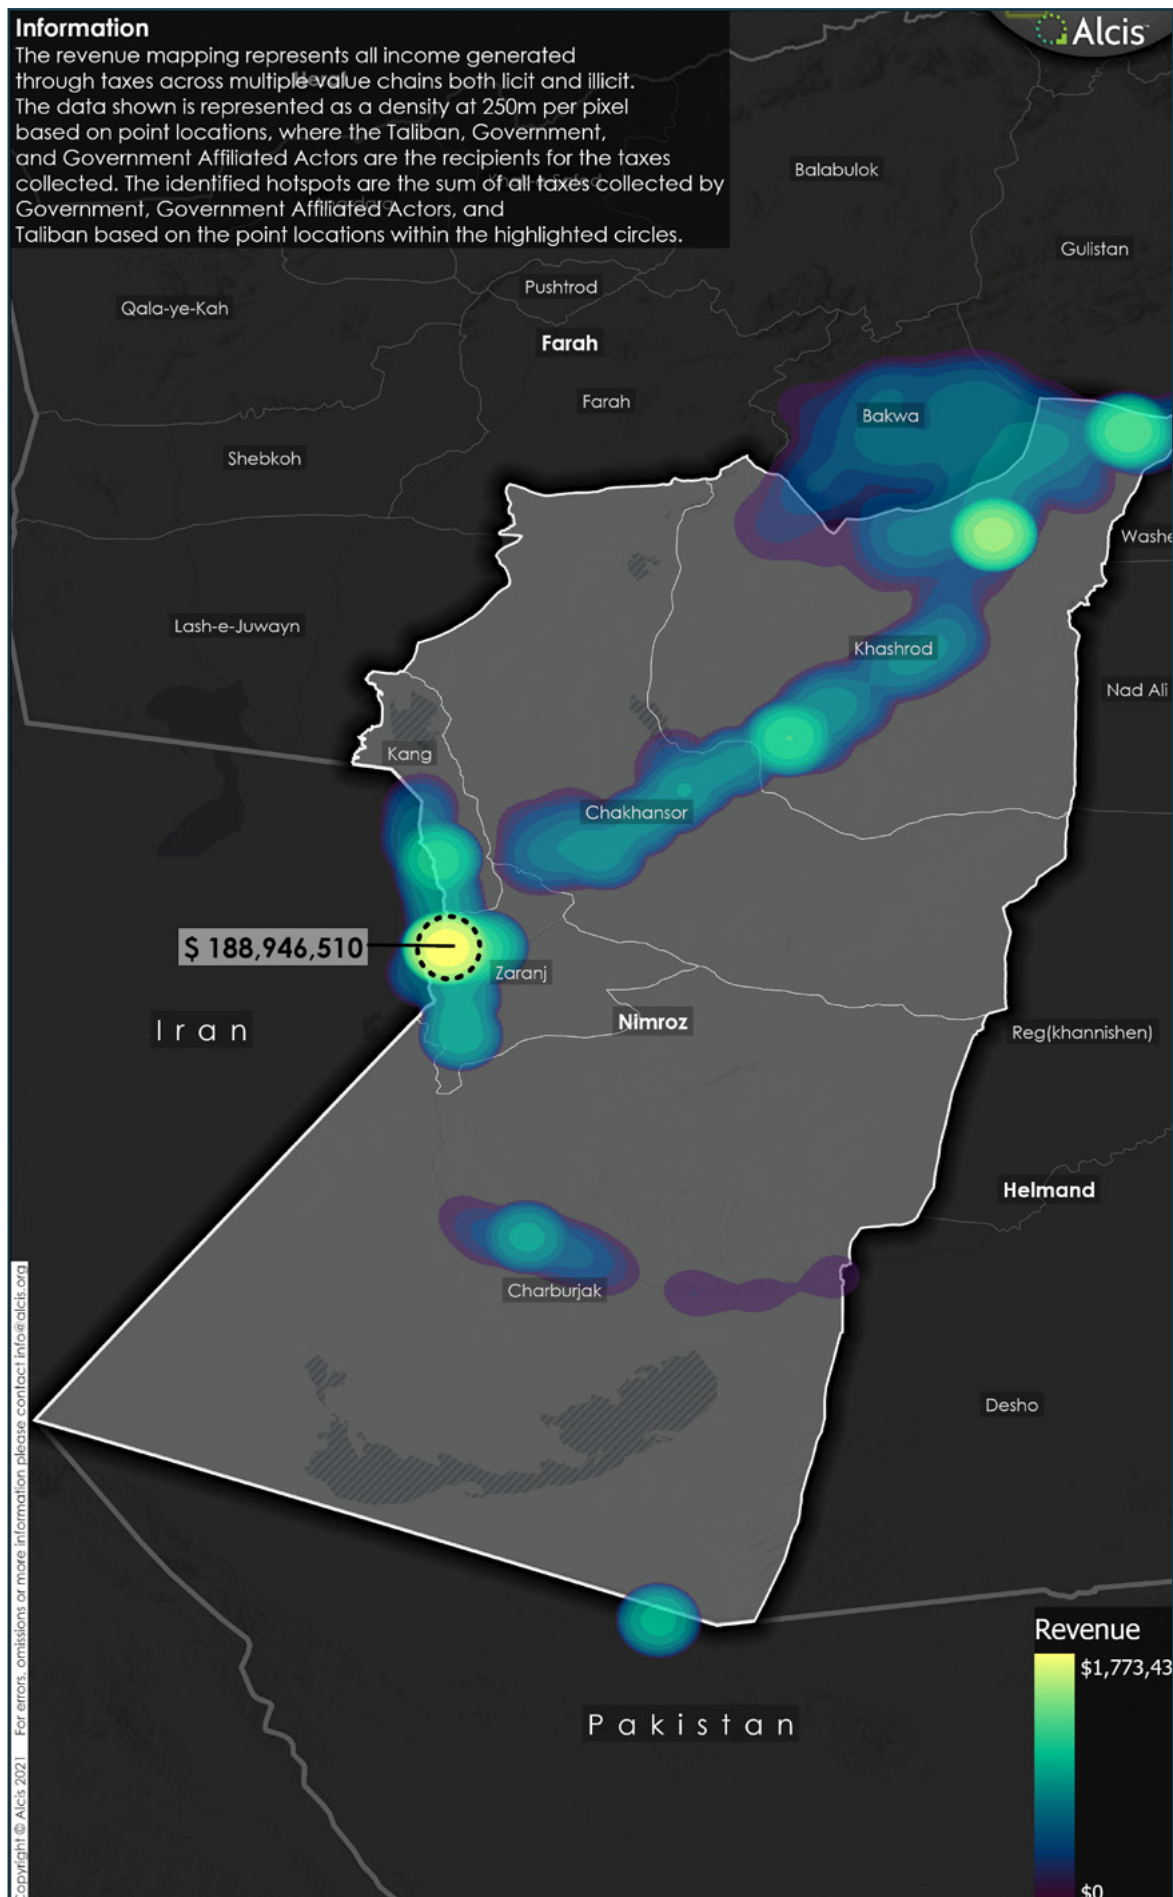 Information
The revenue mapping represents all income generated
through taxes across multiple value chains both licit and illicit.
The data shown is represented as a density at 250m per pixel
based on point locations, where the Taliban, Government,
and Government Affiliated Actors are the recipients for the taxes
collected. The identified hotspots are the sum of all taxes collected by
Government, Government Affiliated Actors, and
Taliban based on the point locations within the highlighted circles.
Alcis
Balabulok
Gulistan
Pushtrod
Qala-ye-Kah
Farah
Farah
Bakwa
Shebkoh
Washe
Lash-e-Juwayn
Khashrod
Nad Ali
Kang
Chakhansor
$ 188,946,510
Zaranj
Nimroz
Iran
Reg(khannishen)
Helmand
Charburjak
Desho
Pakistan
Revenue
$1,773,43
$0
Copyright © Alcis 2021 For errors, omissions or more information please contact info@alcis.org